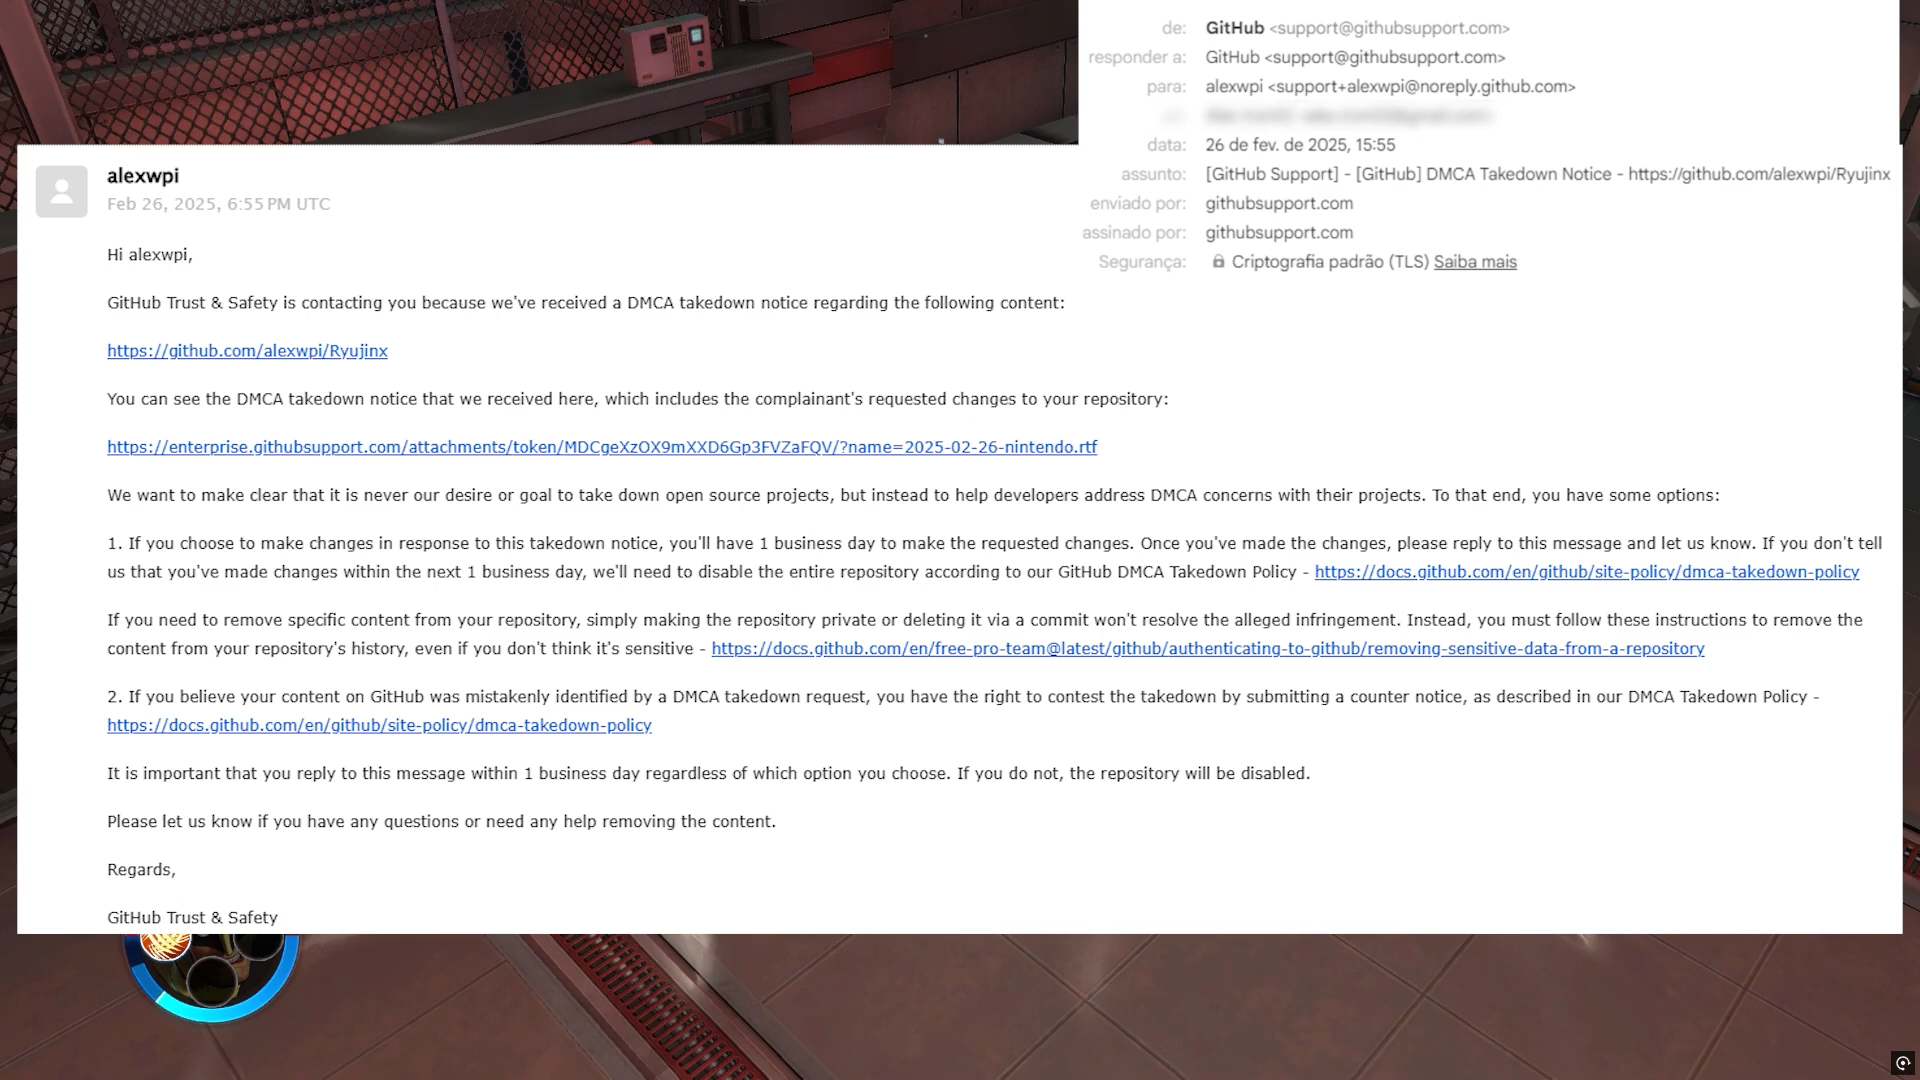 de: GitHub <support@githubsupport.com>
responder a: GitHub <support@githubsupport.com>
para: alexwpi <support+alexwpi@noreply.github.com>
data: 26 de fev. de 2025, 15:55
assunto: [GitHub Support] - [GitHub] DMCA Takedown Notice - https://github.com/alexwpi/Ryujinx
enviado por: githubsupport.com
assinado por: githubsupport.com
Segurança: Criptografia padrão (TLS) Saiba mais
alexwpi
Feb 26, 2025, 6:55 PM UTC
Hi alexwpi,
GitHub Trust & Safety is contacting you because we've received a DMCA takedown notice regarding the following content:
https://github.com/alexwpi/Ryujinx
You can see the DMCA takedown notice that we received here, which includes the complainant's requested changes to your repository:
https://enterprise.githubsupport.com/attachments/token/MDCgeXzOX9mXXD6Gp3FVZaFQV/?name=2025-02-26-nintendo.rtf
We want to make clear that it is never our desire or goal to take down open source projects, but instead to help developers address DMCA concerns with their projects. To that end, you have some options:
1. If you choose to make changes in response to this takedown notice, you'll have 1 business day to make the requested changes. Once you've made the changes, please reply to this message and let us know. If you don't tell
us that you've made changes within the next 1 business day, we'll need to disable the entire repository according to our GitHub DMCA Takedown Policy - https://docs.github.com/en/github/site-policy/dmca-takedown-policy
If you need to remove specific content from your repository, simply making the repository private or deleting it via a commit won't resolve the alleged infringement. Instead, you must follow these instructions to remove the
content from your repository's history, even if you don't think it's sensitive - https://docs.github.com/en/free-pro-team@latest/github/authenticating-to-github/removing-sensitive-data-from-a-repository
2. If you believe your content on GitHub was mistakenly identified by a DMCA takedown request, you have the right to contest the takedown by submitting a counter notice, as described in our DMCA Takedown Policy -
https://docs.github.com/en/github/site-policy/dmca-takedown-policy
It is important that you reply to this message within 1 business day regardless of which option you choose. If you do not, the repository will be disabled.
Please let us know if you have any questions or need any help removing the content.
Regards,
GitHub Trust & Safety